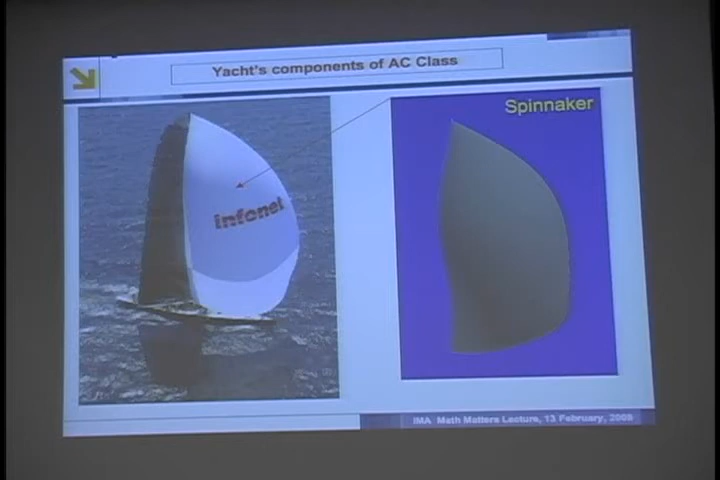 Yacht's components of AC Class
Spinnaker
infonet
IMA Math Matters Lecture, 13 February, 2008